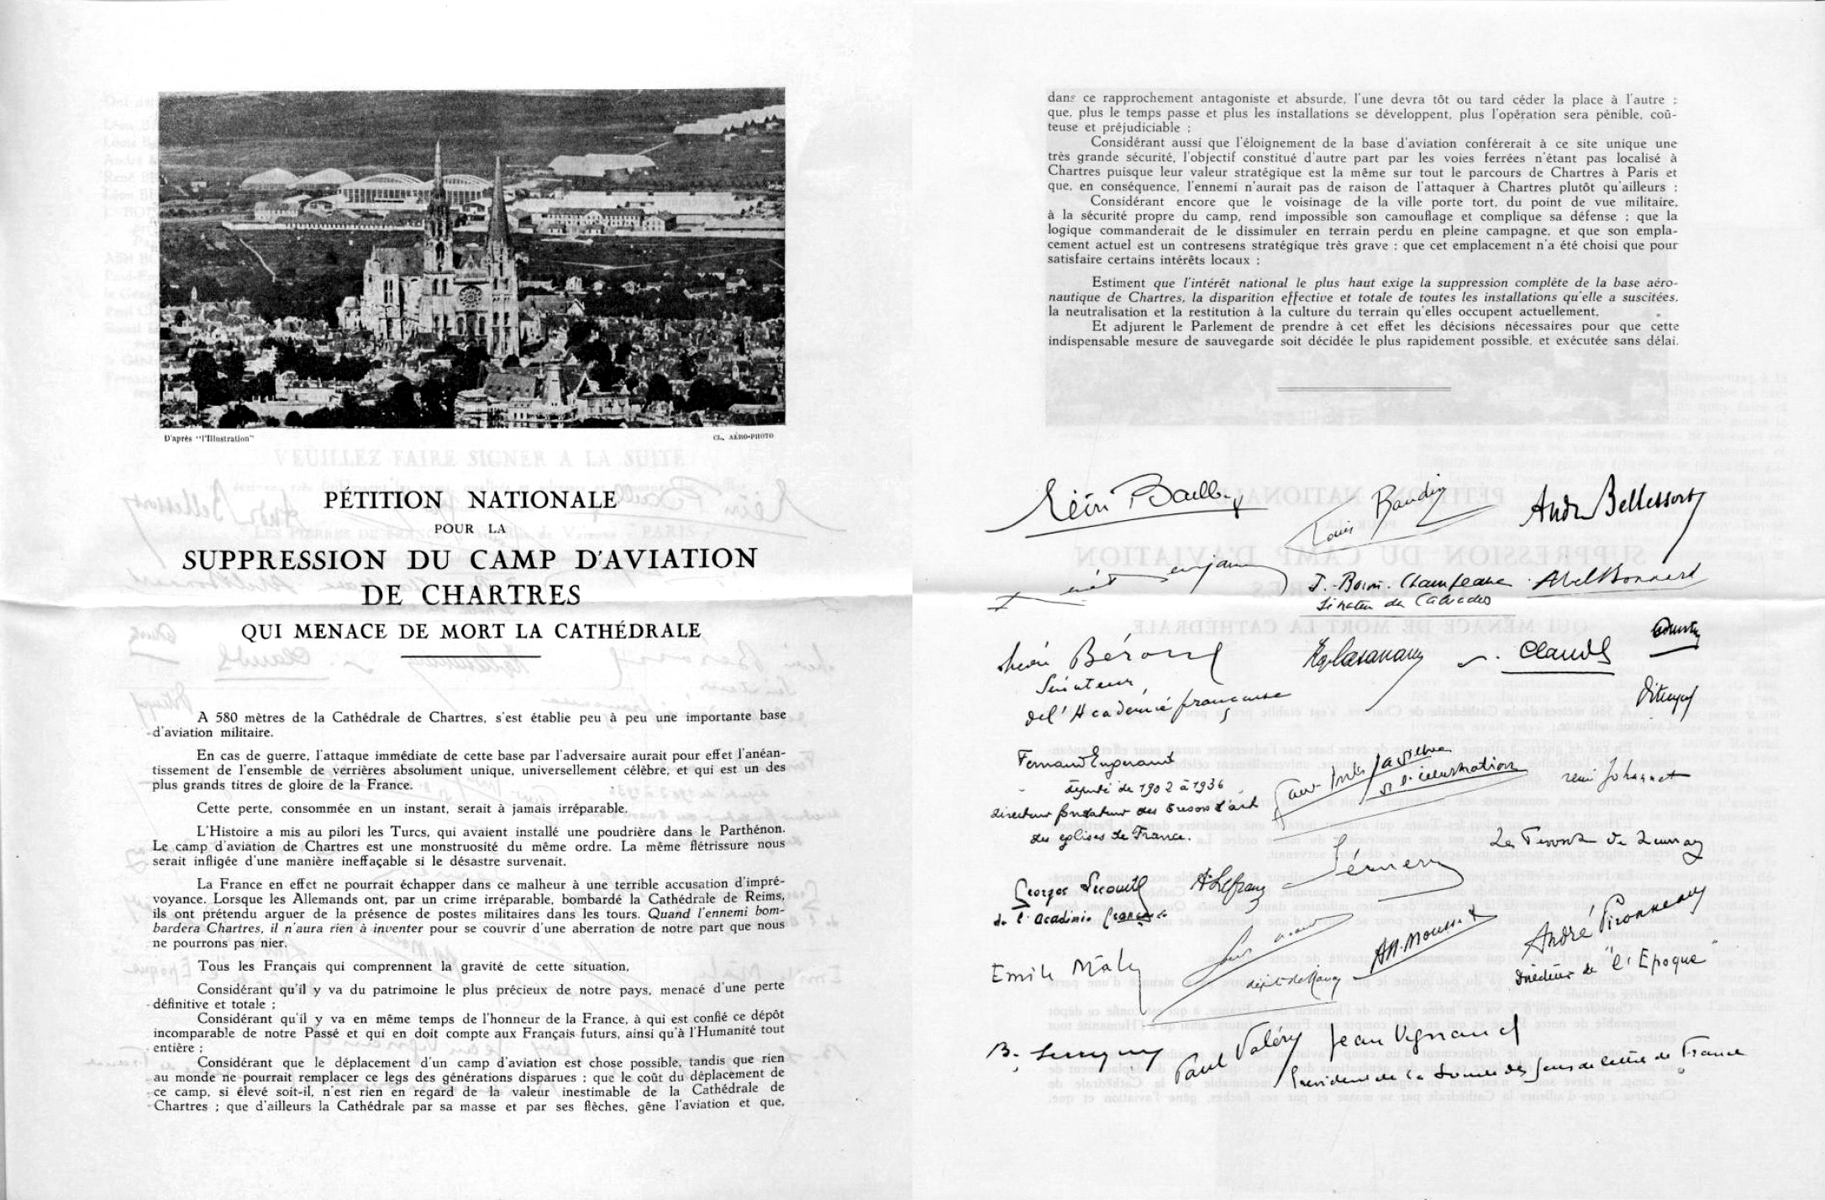 D'après "l'Illustration"
CL. AÉRO-PHOTO
PÉTITION NATIONALE
POUR LA
SUPPRESSION DU CAMP D'AVIATION
DE CHARTRES
QUI MENACE DE MORT LA CATHÉDRALE
A 580 mètres de la Cathédrale de Chartres, s'est établie peu à peu une importante base
d'aviation militaire.
En cas de guerre, l'attaque immédiate de cette base par l'adversaire aurait pour effet l'anéan-
tissement de l'ensemble de verrières absolument unique, universellement célèbre, et qui est un des
plus grands titres de gloire de la France.
Cette perte, consommée en un instant, serait à jamais irréparable.
L'Histoire a mis au pilori les Turcs, qui avaient installé une poudrière dans le Parthénon.
Le camp d'aviation de Chartres est une monstruosité du même ordre. La même flétrissure nous
serait infligée d'une manière ineffaçable si le désastre survenait.
La France en effet ne pourrait échapper dans ce malheur à une terrible accusation d'impré-
voyance. Lorsque les Allemands ont, par un crime irréparable, bombardé la Cathédrale de Reims,
ils ont prétendu arguer de la présence de postes militaires dans les tours. Quand l'ennemi bom-
bardera Chartres, il n'aura rien à inventer pour se couvrir d'une aberration de notre part que nous
ne pourrons pas nier.
Tous les Français qui comprennent la gravité de cette situation,
Considérant qu'il y va du patrimoine le plus précieux de notre pays, menacé d'une perte
définitive et totale ;
Considérant qu'il y va en même temps de l'honneur de la France, à qui est confié ce dépôt
incomparable de notre Passé et qui en doit compte aux Français futurs, ainsi qu'à l'Humanité tout
entière ;
Considérant que le déplacement d'un camp d'aviation est chose possible, tandis que rien
au monde ne pourrait remplacer ce legs des générations disparues ; que le coût du déplacement de
ce camp, si élevé soit-il, n'est rien en regard de la valeur inestimable de la Cathédrale de
Chartres ; que d'ailleurs la Cathédrale par sa masse et par ses flèches, gêne l'aviation et que,
dans ce rapprochement antagoniste et absurde, l'une devra tôt ou tard céder la place à l'autre ;
que, plus le temps passe et plus les installations se développent, plus l'opération sera pénible, coû-
teuse et préjudiciable ;
Considérant aussi que l'éloignement de la base d'aviation conférerait à ce site unique une
très grande sécurité, l'objectif constitué d'autre part par les voies ferrées n'étant pas localisé à
Chartres puisque leur valeur stratégique est la même sur tout le parcours de Chartres à Paris et
que, en conséquence, l'ennemi n'aurait pas de raison de l'attaquer à Chartres plutôt qu'ailleurs ;
Considérant encore que le voisinage de la ville porte tort, du point de vue militaire,
à la sécurité propre du camp, rend impossible son camouflage et complique sa défense ; que la
logique commanderait de le dissimuler en terrain perdu en pleine campagne, et que son empla-
cement actuel est un contresens stratégique très grave ; que cet emplacement n'a été choisi que pour
satisfaire certains intérêts locaux ;
Estiment que l'intérêt national le plus haut exige la suppression complète de la base aéro-
nautique de Chartres, la disparition effective et totale de toutes les installations qu'elle a suscitées,
la neutralisation et la restitution à la culture du terrain qu'elles occupent actuellement.
Et adjurent le Parlement de prendre à cet effet les décisions nécessaires pour que cette
indispensable mesure de sauvegarde soit décidée le plus rapidement possible, et exécutée sans délai.
Léon Bailby
Louis Baudry
André Bellessort
René Benjamin
Abel Bonnard
Bérard
Sénateur
de l'Académie française
Claudel
Fernand Engerand
député de 1902 à 1936
directeur fondateur des trésors d'art
des églises de France.
l'illustration
Georges Lecomte
de l'Académie française
Le Provost de Launay
Émery
Emile Mâle
André Pironneau
directeur de "l'Epoque"
Paul Valéry
Jean Vignaud
Président de la Société des Gens de Lettres de France